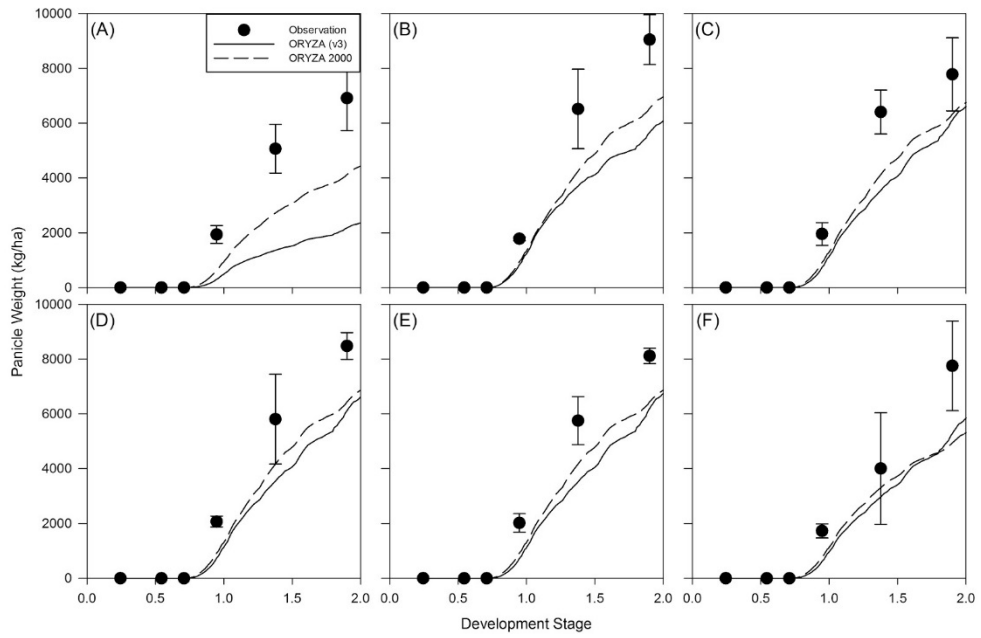 (A)
Observation
ORYZA (v3)
ORYZA 2000
(B)
(C)
10000
8000
6000
4000
2000
0
(D)
(E)
(F)
10000
8000
6000
4000
2000
0
0.0 0.5 1.0 1.5 2.0
0.0 0.5 1.0 1.5 2.0
0.0 0.5 1.0 1.5 2.0
Panicle Weight (kg/ha)
Development Stage